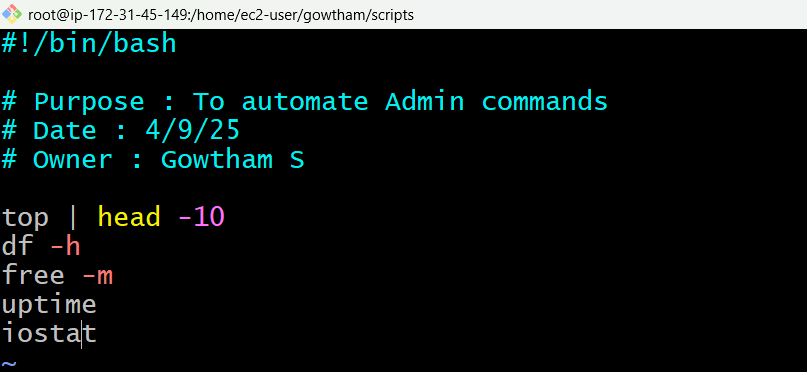 root@ip-172-31-45-149:/home/ec2-user/gowtham/scripts
#!/bin/bash
# Purpose : To automate Admin commands
# Date : 4/9/25
# Owner : Gowtham S
top | head -10
df -h
free -m
uptime
iostat
~